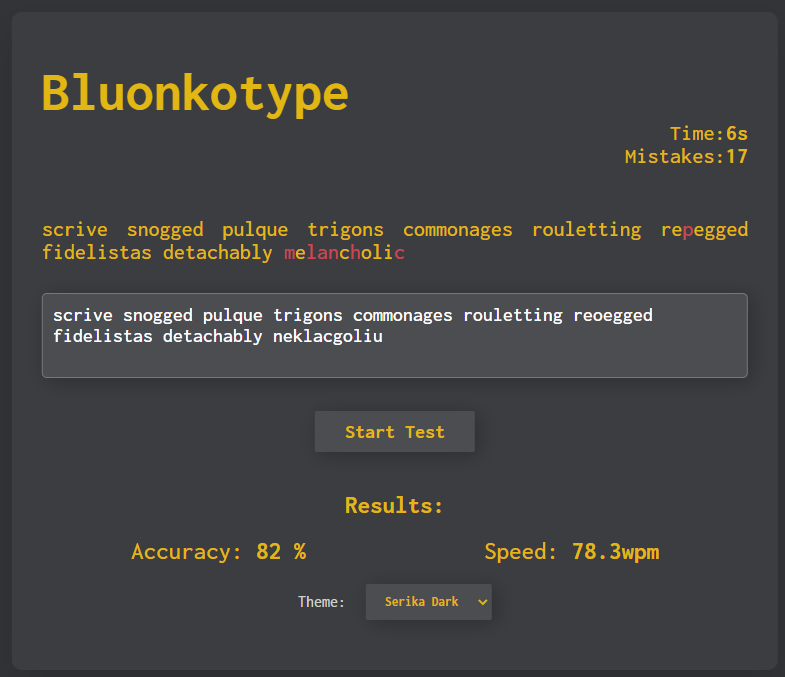 Bluonkotype
Time:6s
Mistakes:17
scrive snogged pulque trigons commonages rouletting repegged
fidelistas detachably melancholic
scrive snogged pulque trigons commonages rouletting reoegged
fidelistas detachably neklacgoliu
Start Test
Results:
Accuracy: 82 % Speed: 78.3wpm
Theme: Serika Dark